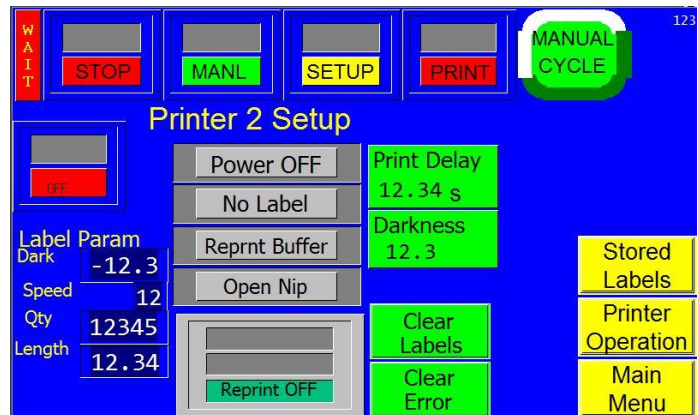 123
WAIT
STOP
MANL
SETUP
PRINT
MANUAL
CYCLE
Printer 2 Setup
OFF
Power OFF
No Label
Reprnt Buffer
Open Nip
Print Delay
12.34 s
Darkness
12.3
Label Param
Dark -12.3
Speed 12
Qty 12345
Length 12.34
Reprint OFF
Clear
Labels
Clear
Error
Stored
Labels
Printer
Operation
Main
Menu